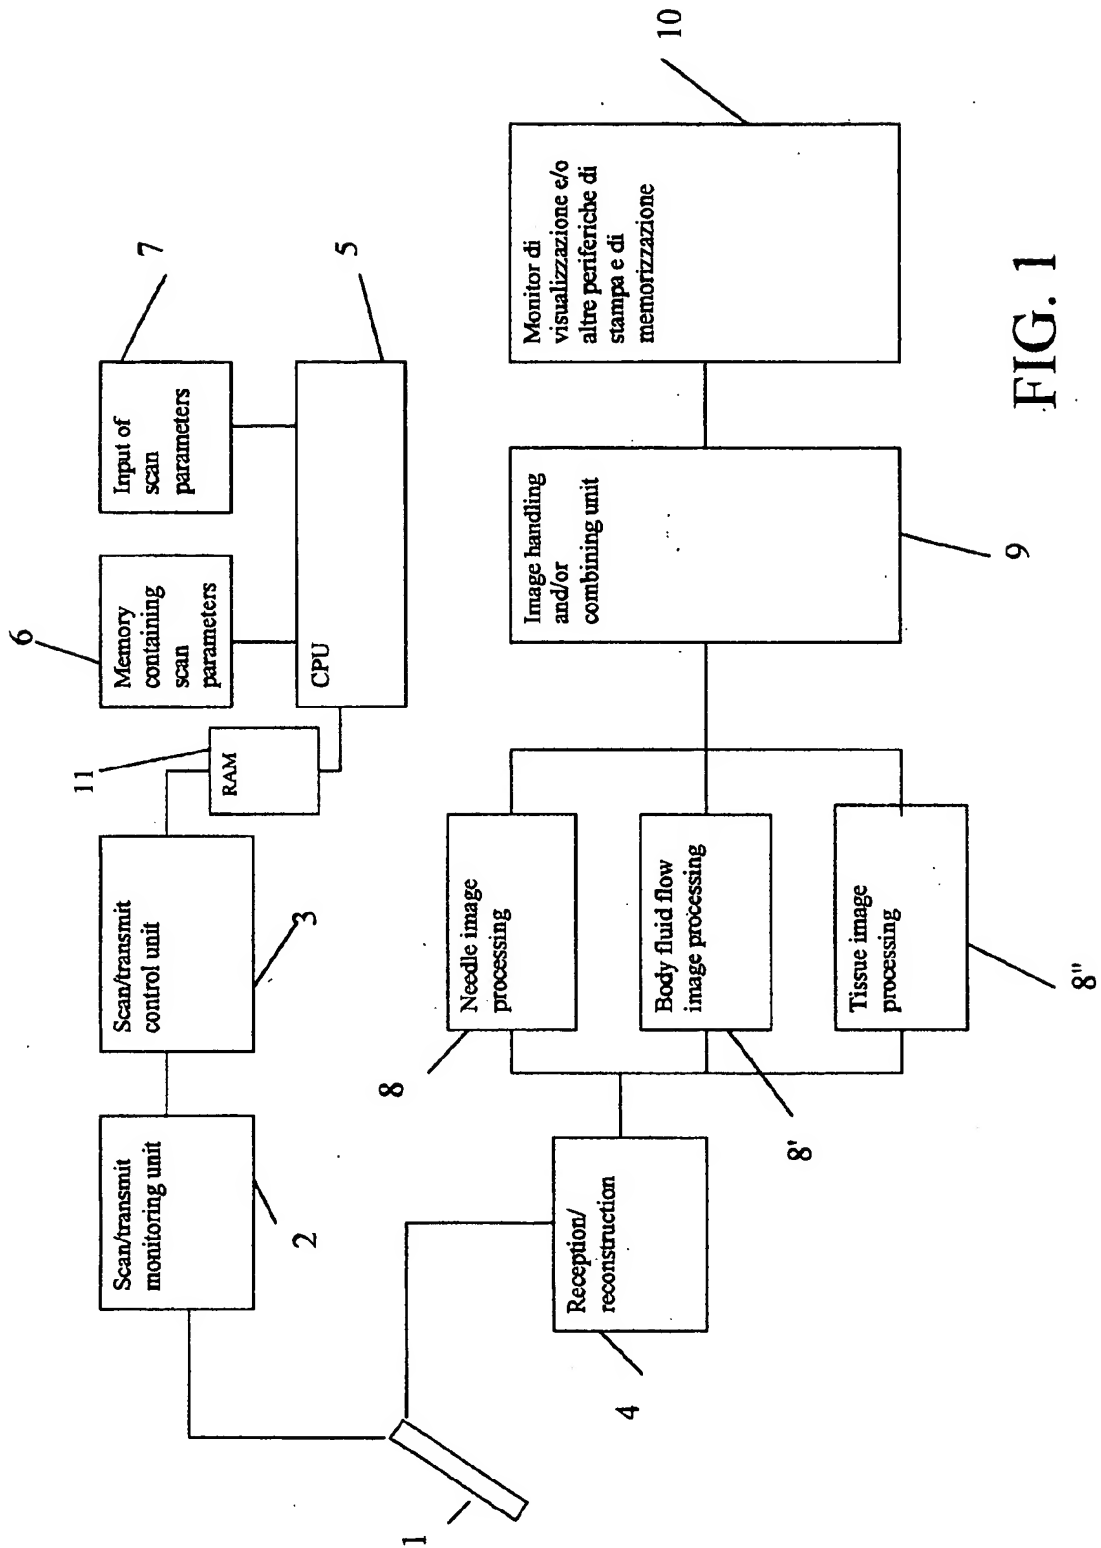 6
7
Memory
containing
scan
parameters
Input of
scan
parameters
11
RAM
CPU
5
Scan/transmit
monitoring unit
2
Scan/transmit
control unit
3
1
Reception/
reconstruction
4
8
Needle image
processing
Body fluid flow
image processing
8'
Tissue image
processing
8"
Image handling
and/or
combining unit
9
Monitor di
visualizzazione e/o
altre periferiche di
stampa e di
memorizzazione
10
FIG. 1